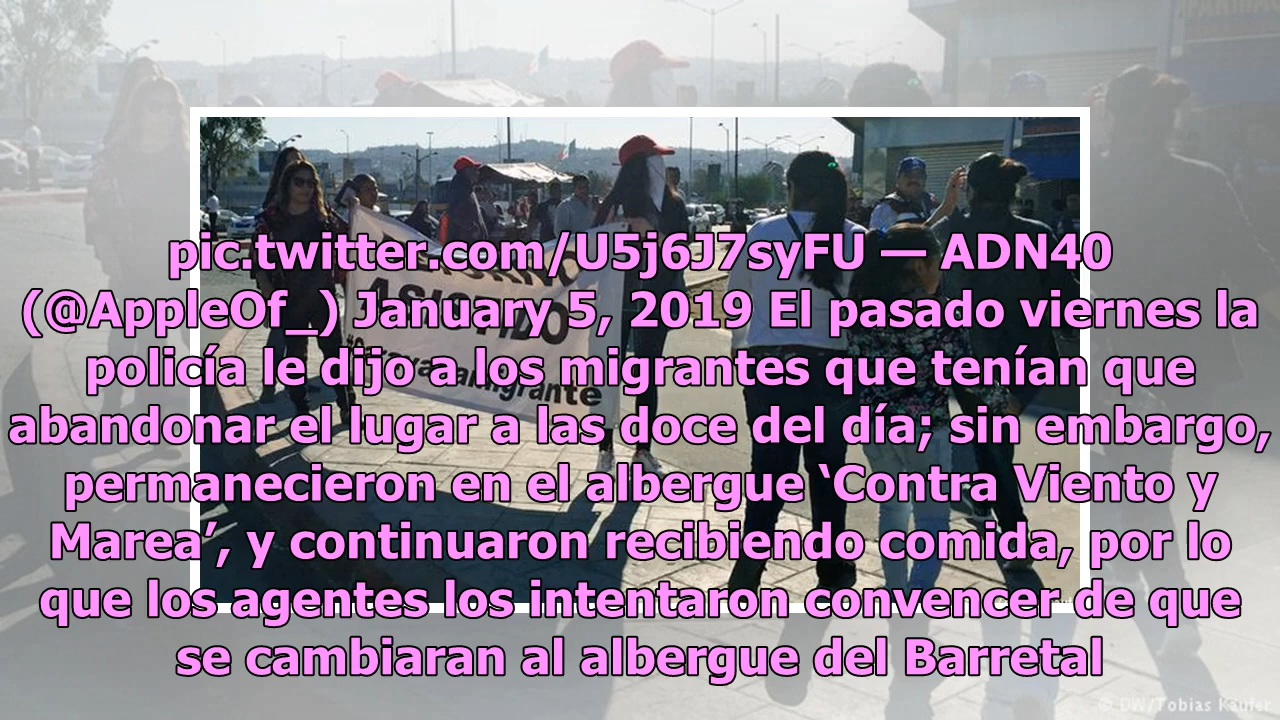 pic.twitter.com/U5j6J7syFU — ADN40
(@AppleOf_) January 5, 2019 El pasado viernes la
policía le dijo a los migrantes que tenían que
abandonar el lugar a las doce del día; sin embargo,
permanecieron en el albergue ‘Contra Viento y
Marea’, y continuaron recibiendo comida, por lo
que los agentes los intentaron convencer de que
se cambiaran al albergue del Barretal
migrante
© DW/Tobias Käufer